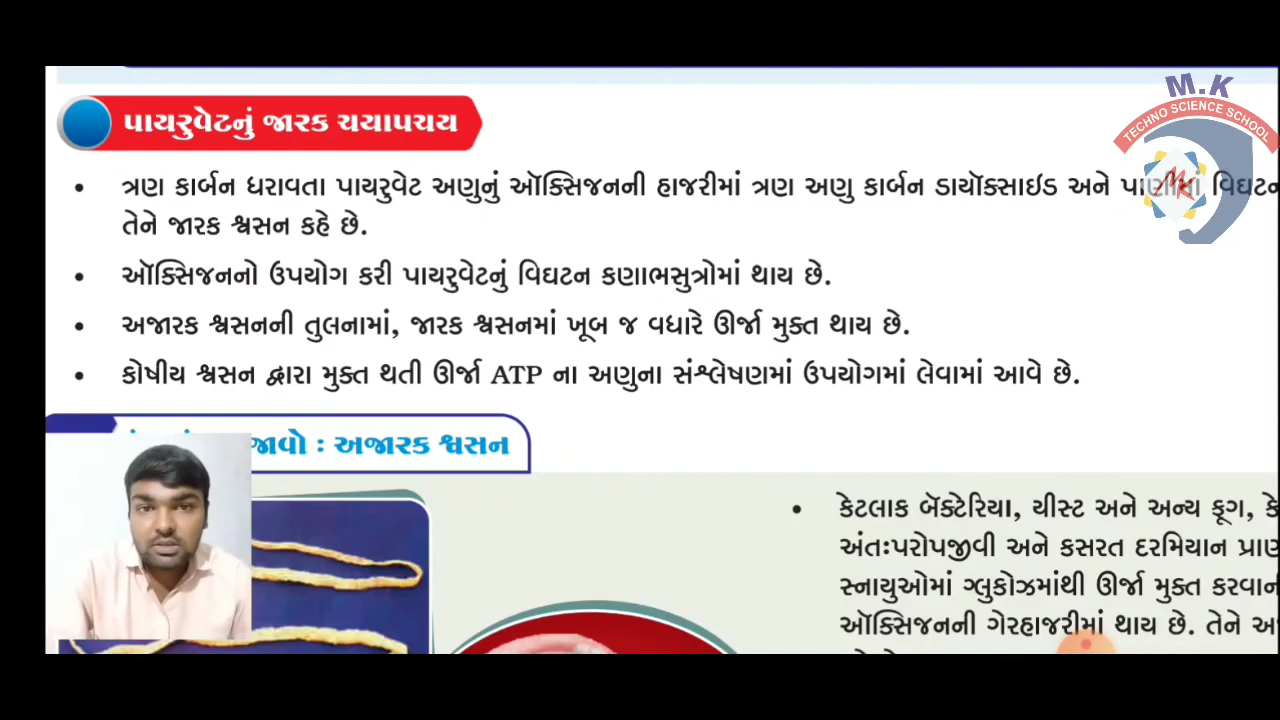 M.K
TECHNO SCIENCE SCHOOL
MK
પાયરુવેટનું જારક ચયાપચય
• ત્રણ કાર્બન ધરાવતા પાયરુવેટ અણુનું ઑક્સિજનની હાજરીમાં ત્રણ અણુ કાર્બન ડાયૉક્સાઇડ અને પાણીમાં
તેને જારક શ્વસન કહે છે.
• ઑક્સિજનનો ઉપયોગ કરી પાયરુવેટનું વિઘટન કણાભસુત્રોમાં થાય છે.
• અજારક શ્વસનની તુલનામાં, જારક શ્વસનમાં ખૂબ જ વધારે ઊર્જા મુક્ત થાય છે.
• કોષીય શ્વસન દ્વારા મુક્ત થતી ઊર્જા ATP ના અણુના સંશ્લેષણમાં ઉપયોગમાં લેવામાં આવે છે.
: અજારક શ્વસન
• કેટલાક બૅક્ટેરિયા, યીસ્ટ અને અન્ય ફૂગ,
અંતઃપરોપજીવી અને કસરત દરમિયાન
સ્નાયુઓમાં ગ્લુકોઝમાંથી ઊર્જા મુક્ત
ઑક્સિજનની ગેરહાજરીમાં થાય છે. તેને